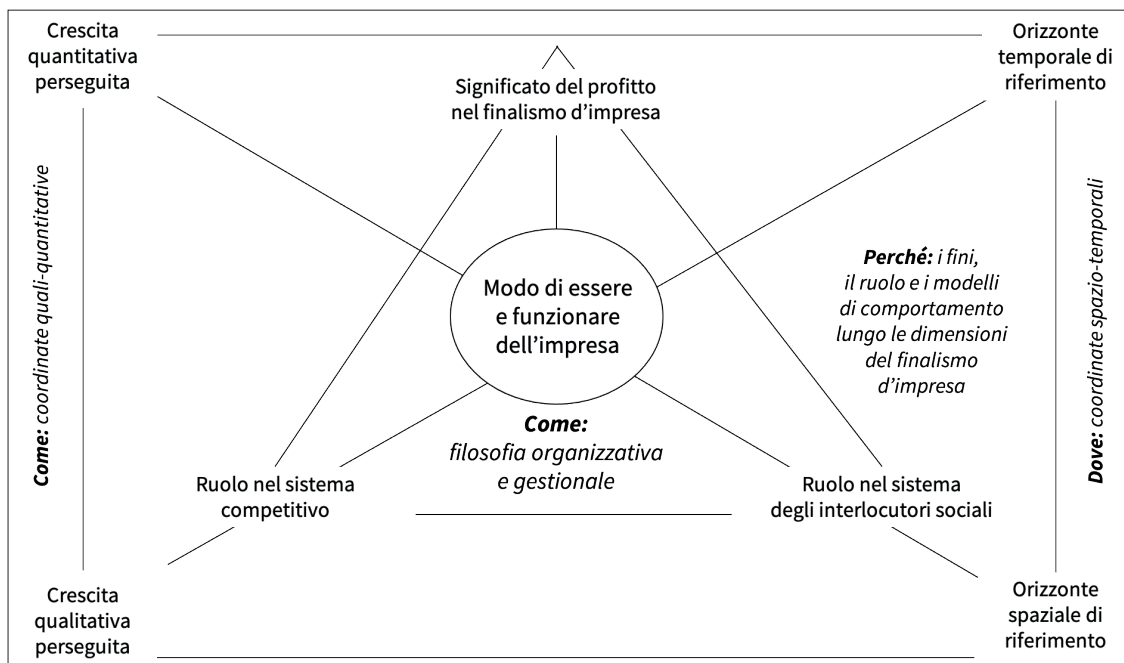 Crescita
quantitativa
perseguita
Orizzonte
temporale di
riferimento
Significato del profitto
nel finalismo d’impresa
Come: coordinate quali-quantitative
Modo di essere
e funzionare
dell’impresa
Perché: i fini,
il ruolo e i modelli
di comportamento
lungo le dimensioni
del finalismo
d’impresa
Dove: coordinate spazio-temporali
Come:
filosofia organizzativa
e gestionale
Ruolo nel sistema
competitivo
Ruolo nel sistema
degli interlocutori sociali
Crescita
qualitativa
perseguita
Orizzonte
spaziale di
riferimento